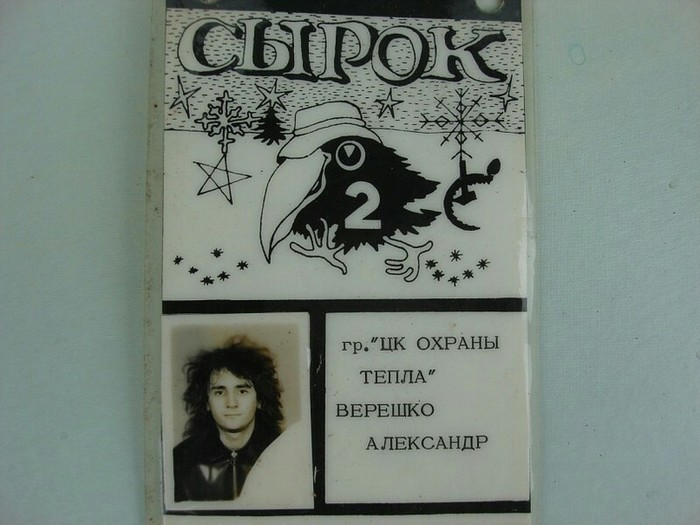 СЫРОК
2
гр."ЦК ОХРАНЫ
ТЕПЛА"
ВЕРЕШКО
АЛЕКСАНДР